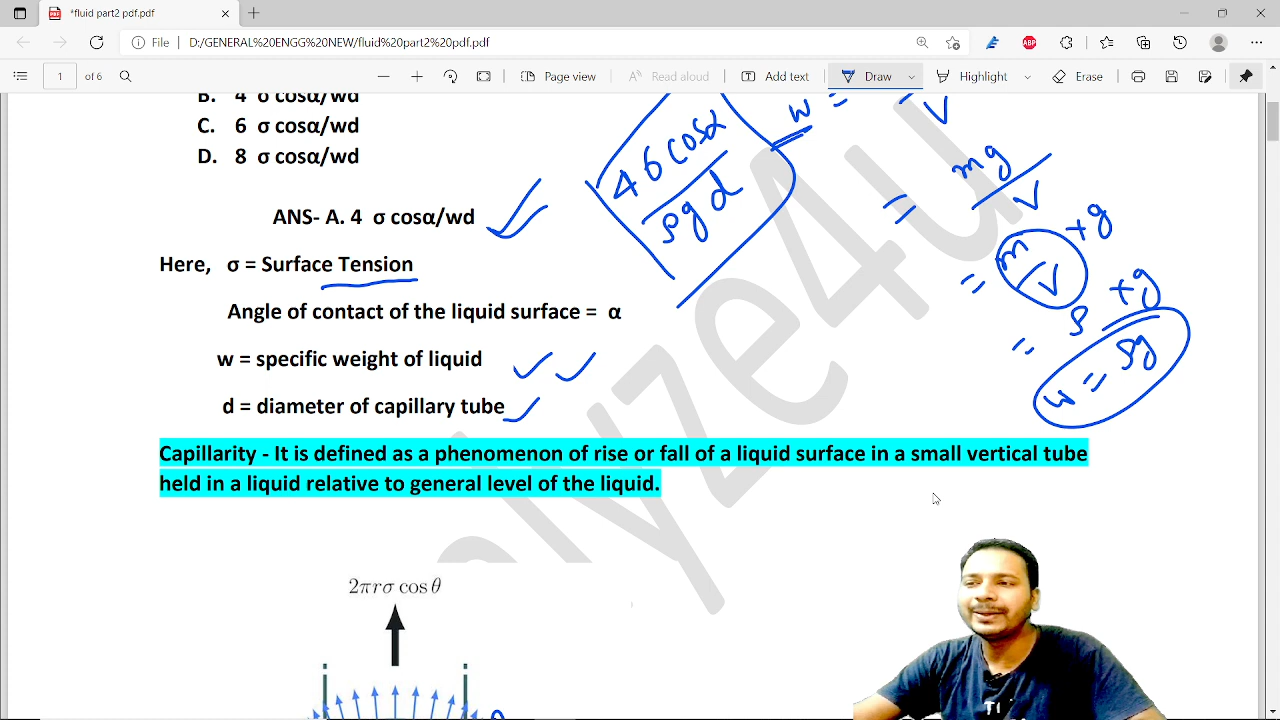 *fluid part2 pdf.pdf
File | D:/GENERAL%20ENGG%20NEW/fluid%20part2%20pdf.pdf
1 of 6
Page view
Read aloud
Add text
Draw
Highlight
Erase
B. 4 σ cosα/wd
C. 6 σ cosα/wd
D. 8 σ cosα/wd
ANS- A. 4 σ cosα/wd
Here, σ = Surface Tension
Angle of contact of the liquid surface = α
w = specific weight of liquid
d = diameter of capillary tube
Capillarity - It is defined as a phenomenon of rise or fall of a liquid surface in a small vertical tube
held in a liquid relative to general level of the liquid.
2πrσ cos θ
4σ cosα
ρg d
w =
V
= mg
V
= m
V
×g
= ρ ×g
w = ρg
lyze4u
ABP